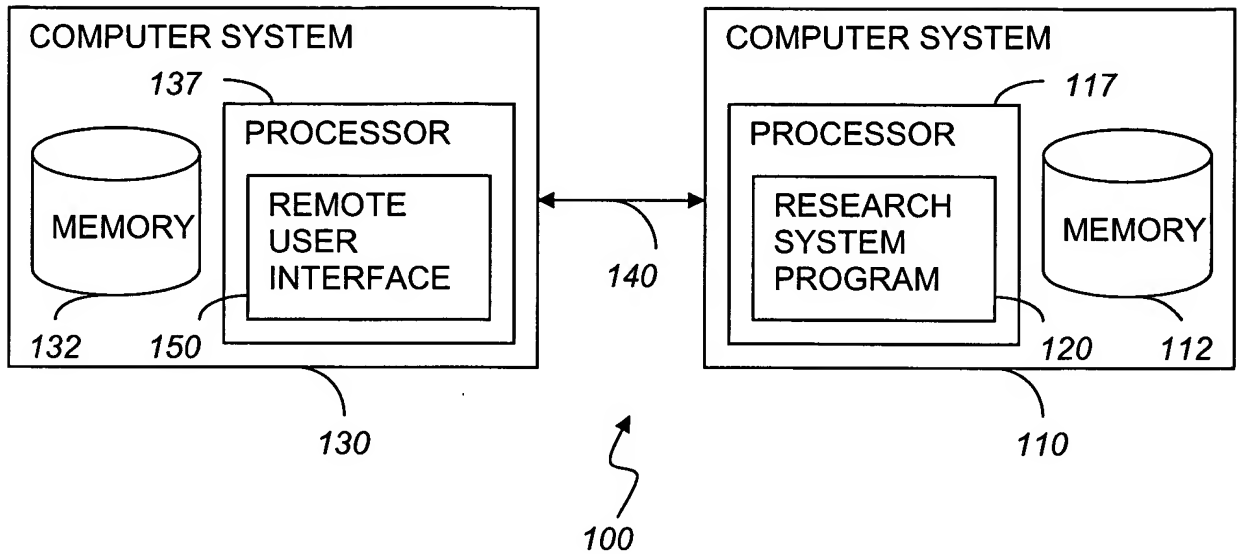 COMPUTER SYSTEM
137
PROCESSOR
MEMORY
REMOTE
USER
INTERFACE
132
150
130
140
COMPUTER SYSTEM
117
PROCESSOR
RESEARCH
SYSTEM
PROGRAM
MEMORY
120
112
110
100